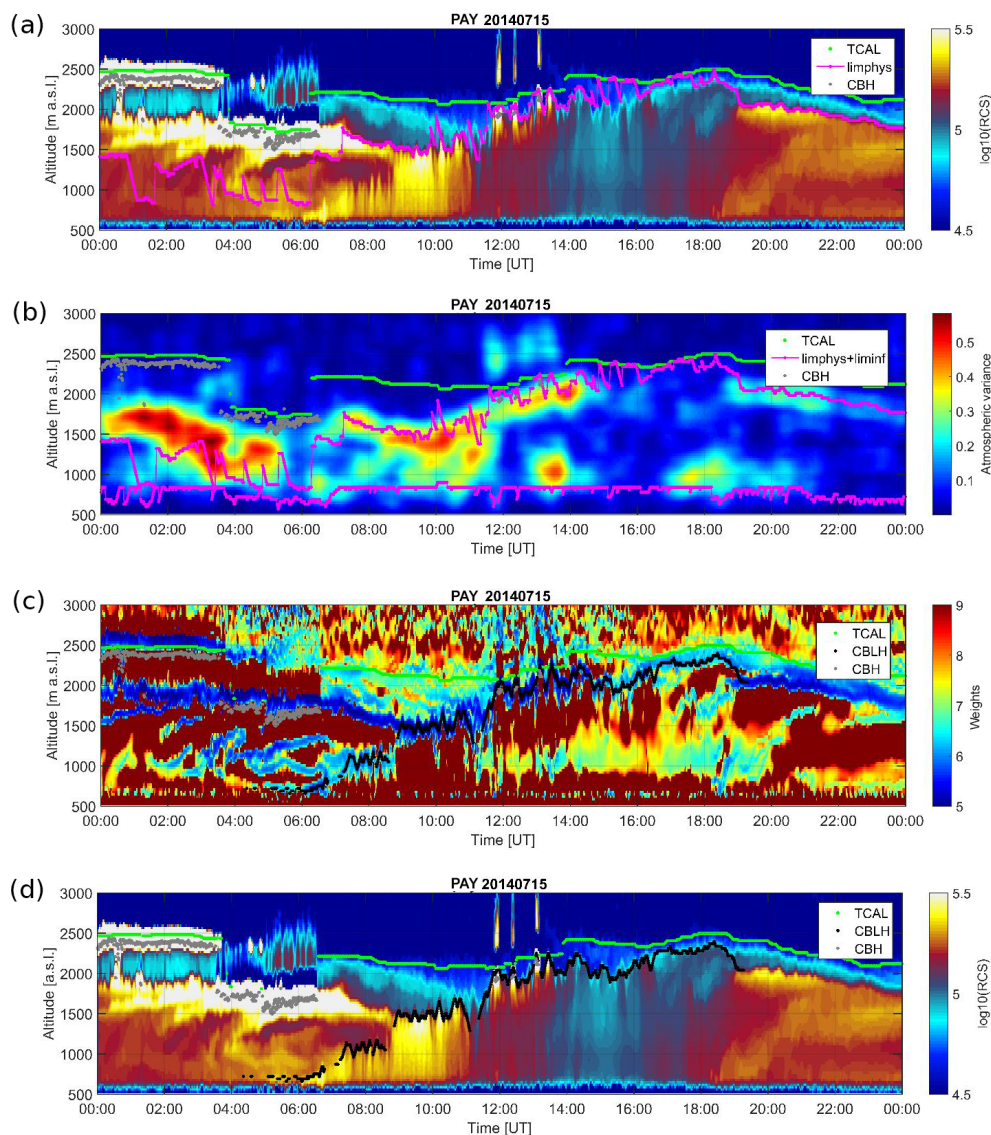 (a)
PAY 20140715
3000
2500
2000
1500
1000
500
Altitude [m a.s.l.]
TCAL
limphys
CBH
00:00 02:00 04:00 06:00 08:00 10:00 12:00 14:00 16:00 18:00 20:00 22:00 00:00
Time [UT]
5.5
5
4.5
log10(RCS)
(b)
PAY 20140715
3000
2500
2000
1500
1000
500
Altitude [m a.s.l.]
TCAL
limphys+liminf
CBH
00:00 02:00 04:00 06:00 08:00 10:00 12:00 14:00 16:00 18:00 20:00 22:00 00:00
Time [UT]
0.5
0.4
0.3
0.2
0.1
Atmospheric variance
(c)
PAY 20140715
3000
2500
2000
1500
1000
500
Altitude [m a.s.l.]
TCAL
CBLH
CBH
00:00 02:00 04:00 06:00 08:00 10:00 12:00 14:00 16:00 18:00 20:00 22:00 00:00
Time [UT]
9
8
7
6
5
Weights
(d)
PAY 20140715
3000
2500
2000
1500
1000
500
Altitude [m a.s.l.]
TCAL
CBLH
CBH
00:00 02:00 04:00 06:00 08:00 10:00 12:00 14:00 16:00 18:00 20:00 22:00 00:00
Time [UT]
5.5
5
4.5
log10(RCS)